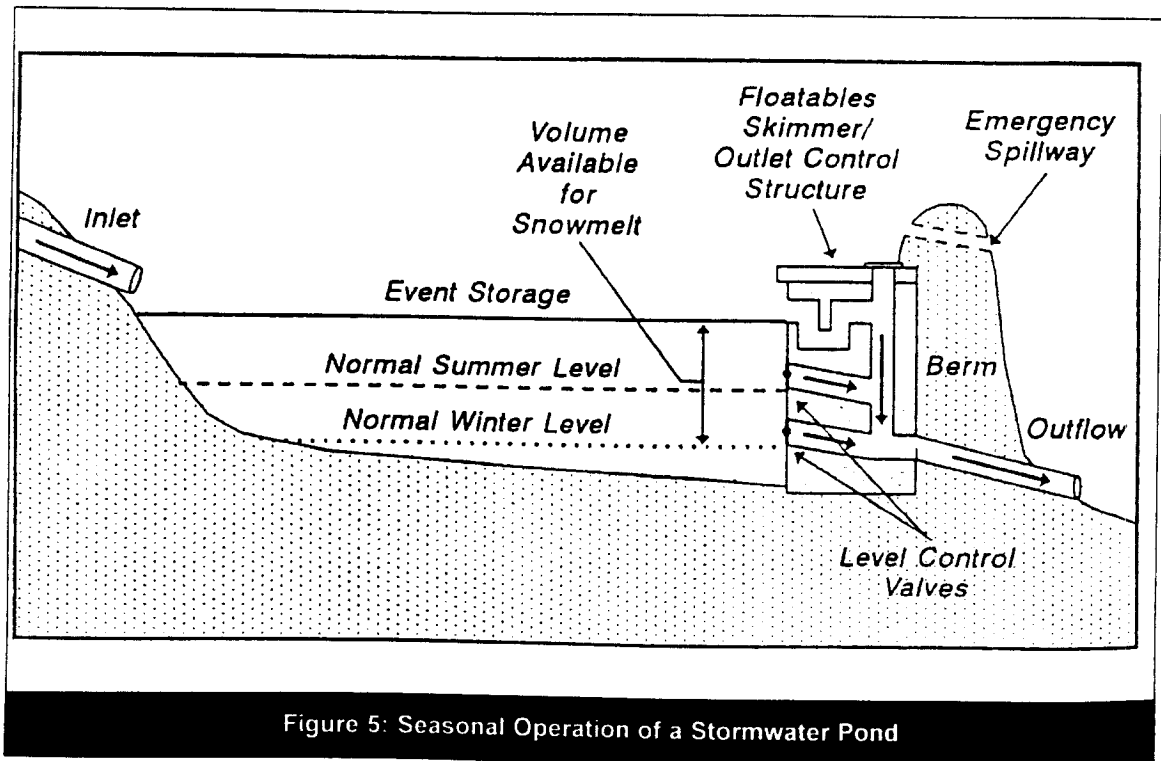 Floatables
Skimmer/
Outlet Control
Structure
Emergency
Spillway
Volume
Available
for
Snowmelt
Inlet
Event Storage
Normal Summer Level
Berm
Normal Winter Level
Outflow
Level Control
Valves
Figure 5: Seasonal Operation of a Stormwater Pond